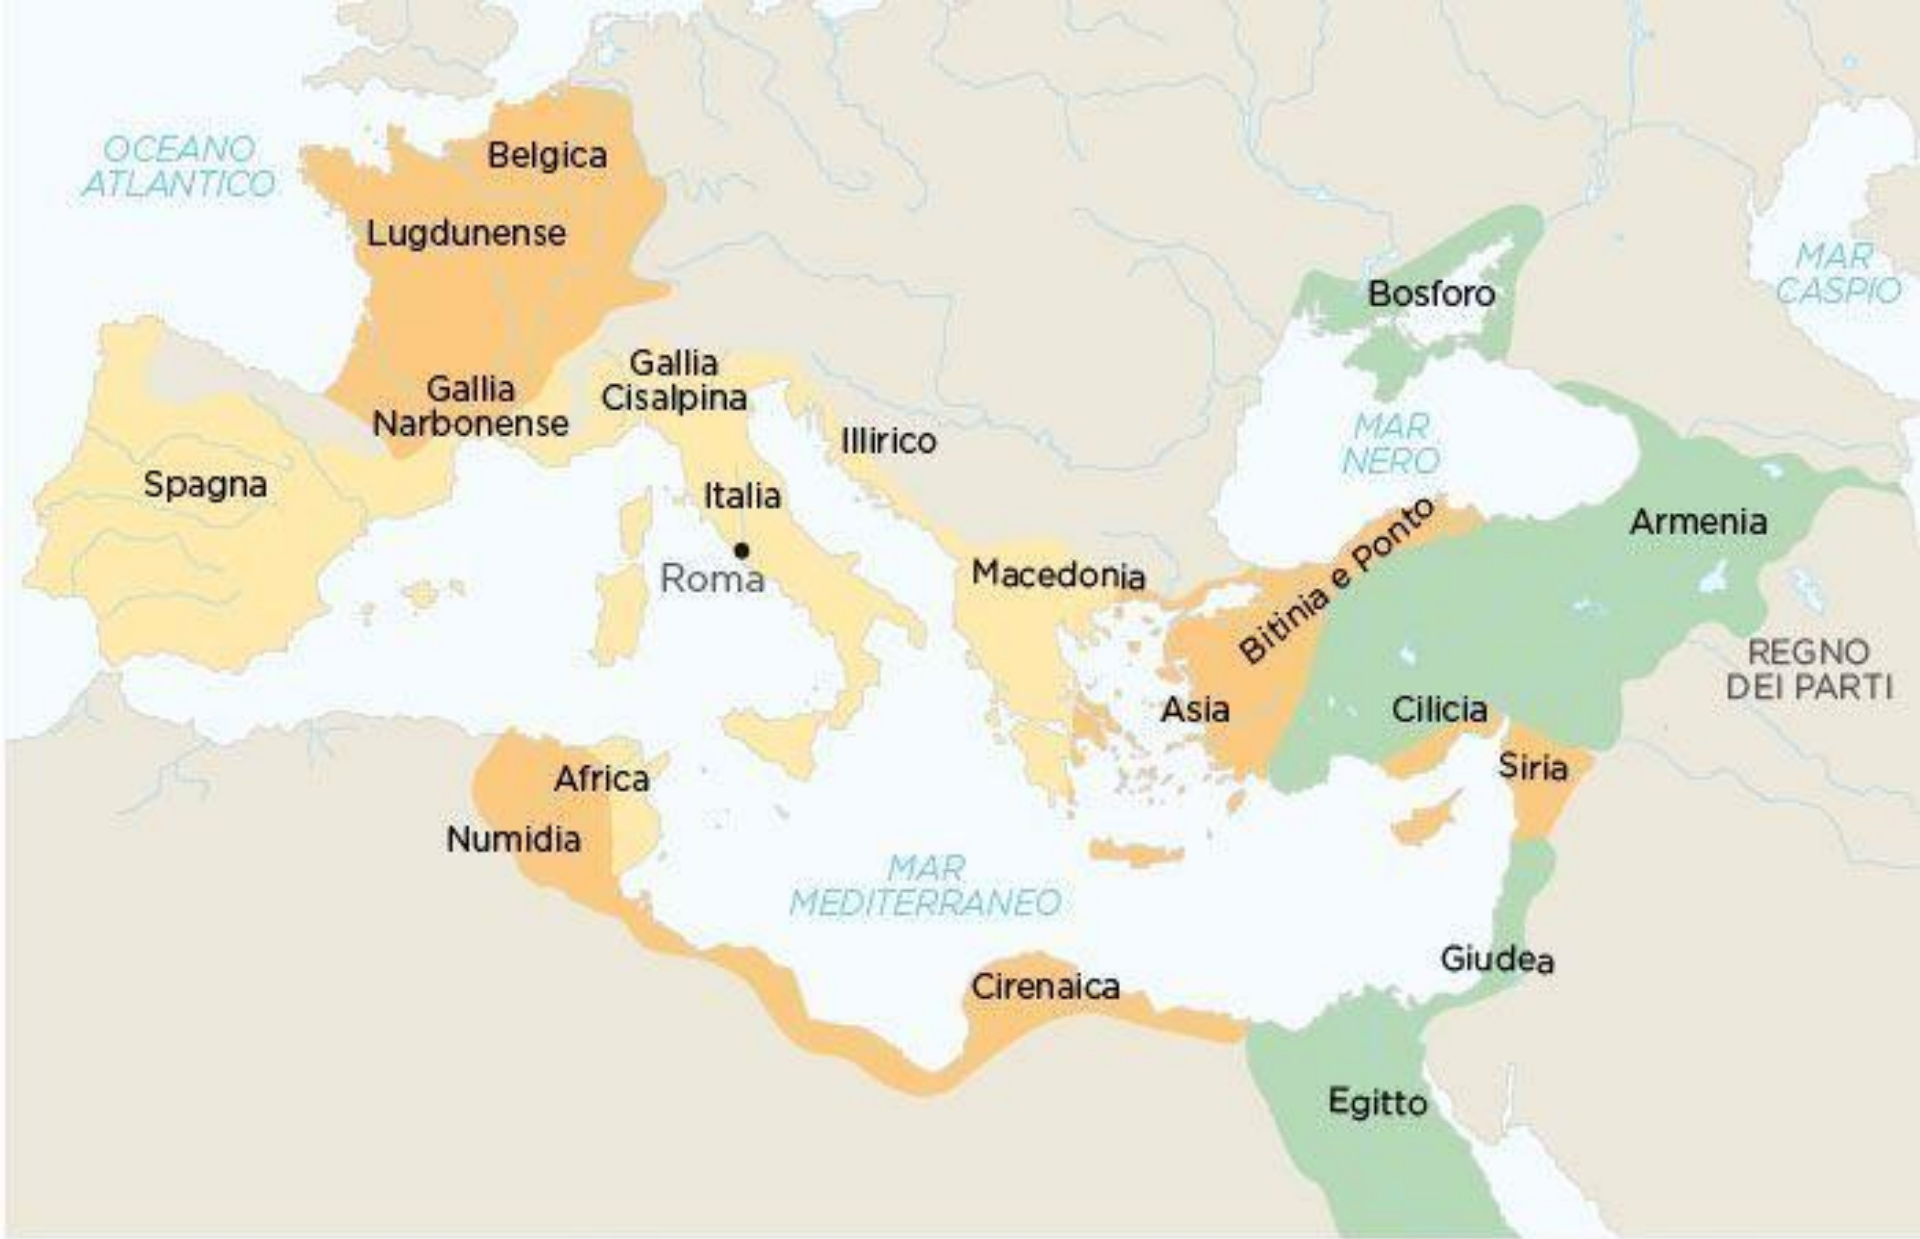 Belgica
OCEANO
ATLANTICO
Lugdunense
MAR
CASPIO
Bosforo
Gallia
Cisalpina
Gallia
Narbonense
Illirico
MAR
NERO
Spagna
Italia
Armenia
Roma
Macedonia
Bitinia e Ponto
REGNO
DEI PARTI
Asia
Cilicia
Siria
Africa
Numidia
MAR
MEDITERRANEO
Giudea
Cirenaica
Egitto